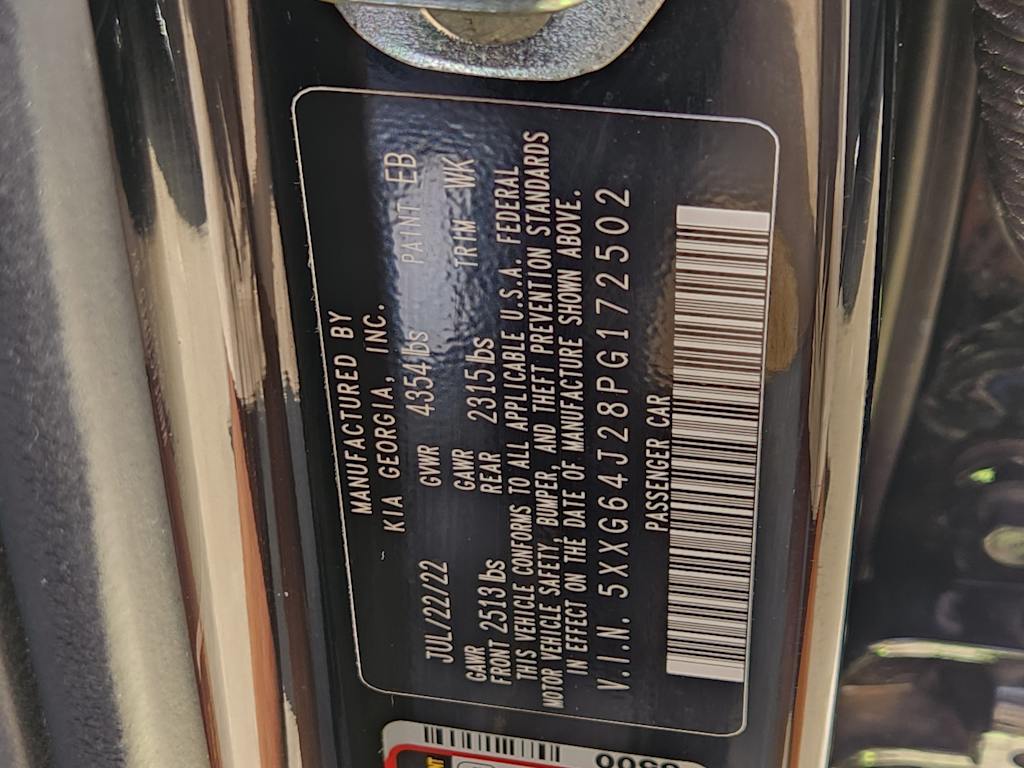 MANUFACTURED BY
KIA GEORGIA, INC.
JUL/22/22 GVWR 4354lbs PAINT EB
GAWR FRONT 2513lbs GAWR REAR 2315lbs TRIM WK
THIS VEHICLE CONFORMS TO ALL APPLICABLE U.S.A. FEDERAL
MOTOR VEHICLE SAFETY, BUMPER, AND THEFT PREVENTION STANDARDS
IN EFFECT ON THE DATE OF MANUFACTURE SHOWN ABOVE.
V.I.N. 5XXG64J28PG172502
PASSENGER CAR